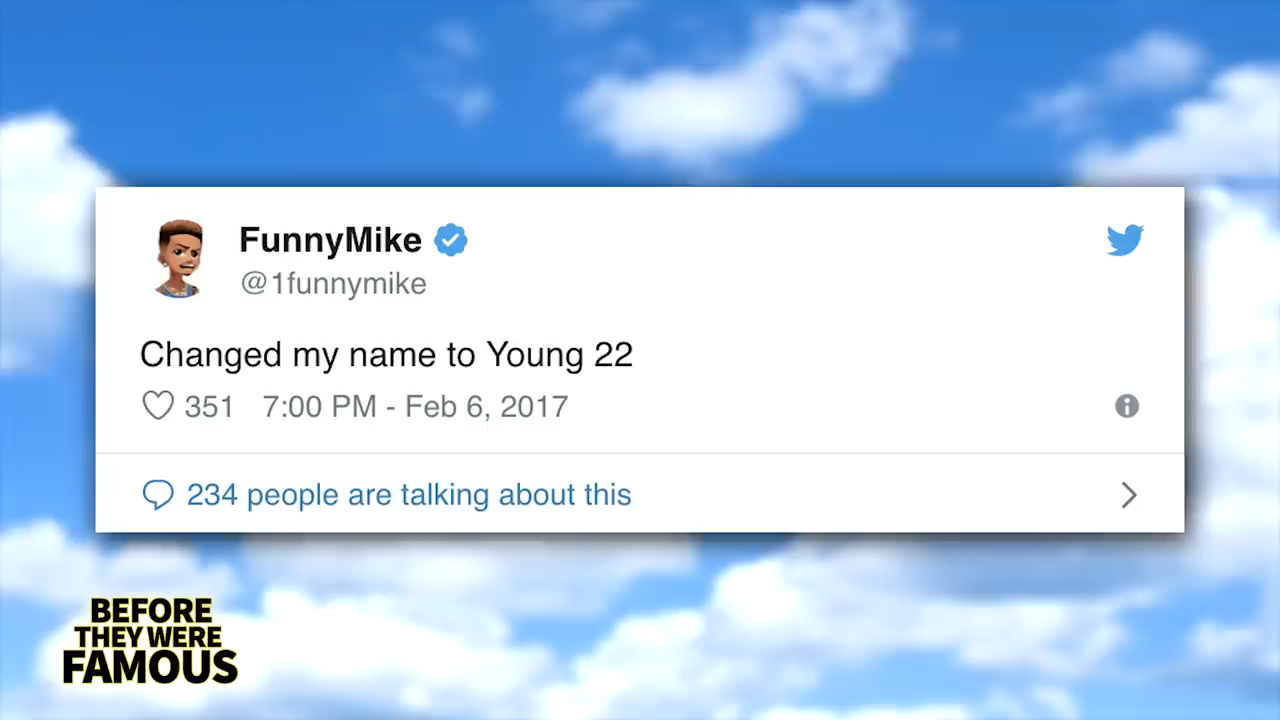 FunnyMike
@1funnymike
Changed my name to Young 22
351 7:00 PM - Feb 6, 2017
234 people are talking about this
BEFORE
THEY WERE
FAMOUS